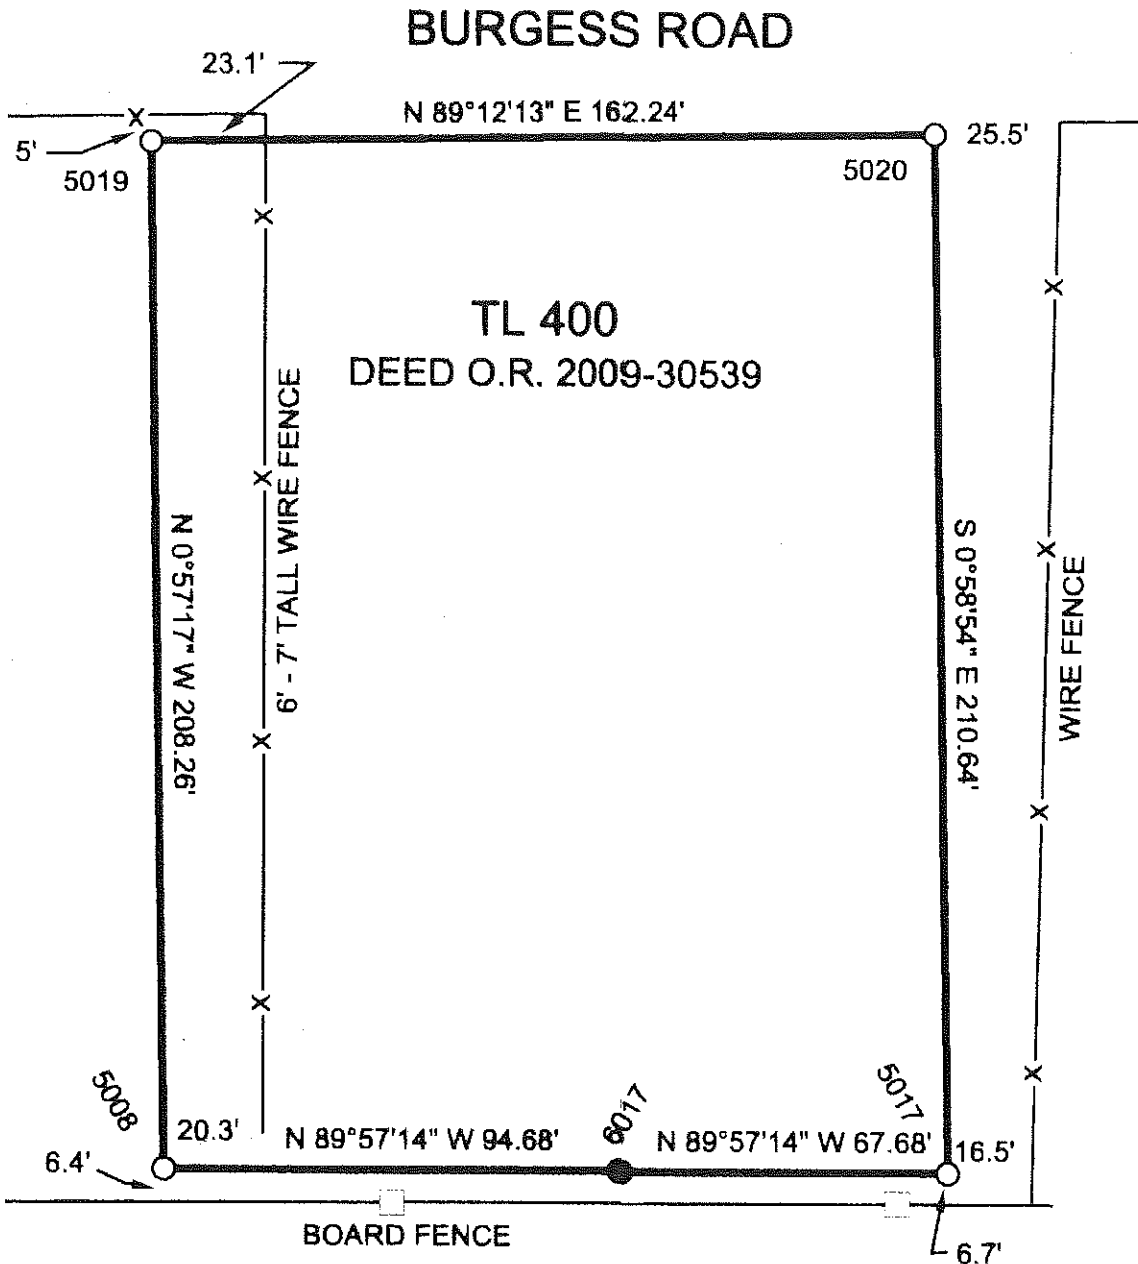 BURGESS ROAD
23.1'
N 89°12'13" E 162.24'
X
5'
5019
5020
25.5'
X
X
TL 400
DEED O.R. 2009-30539
6' - 7' TALL WIRE FENCE
X
N 0°57'17" W 208.26'
S 0°58'54" E 210.64'
X
WIRE FENCE
X
X
X
X
5008
20.3'
N 89°57'14" W 94.68'
6017
N 89°57'14" W 67.68'
5017
16.5'
6.4'
BOARD FENCE
6.7'